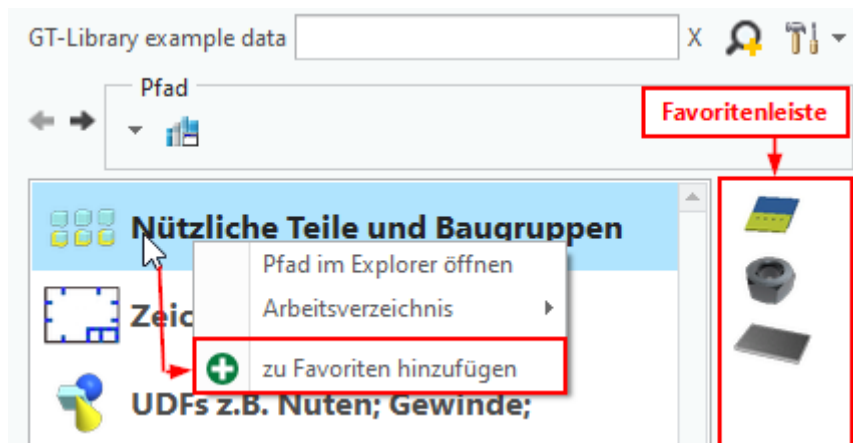 GT-Library example data
X
Pfad
Favoritenleiste
Nützliche Teile und Baugruppen
Pfad im Explorer öffnen
Arbeitsverzeichnis
Zeic
zu Favoriten hinzufügen
UDFs z.B. Nuten; Gewinde;